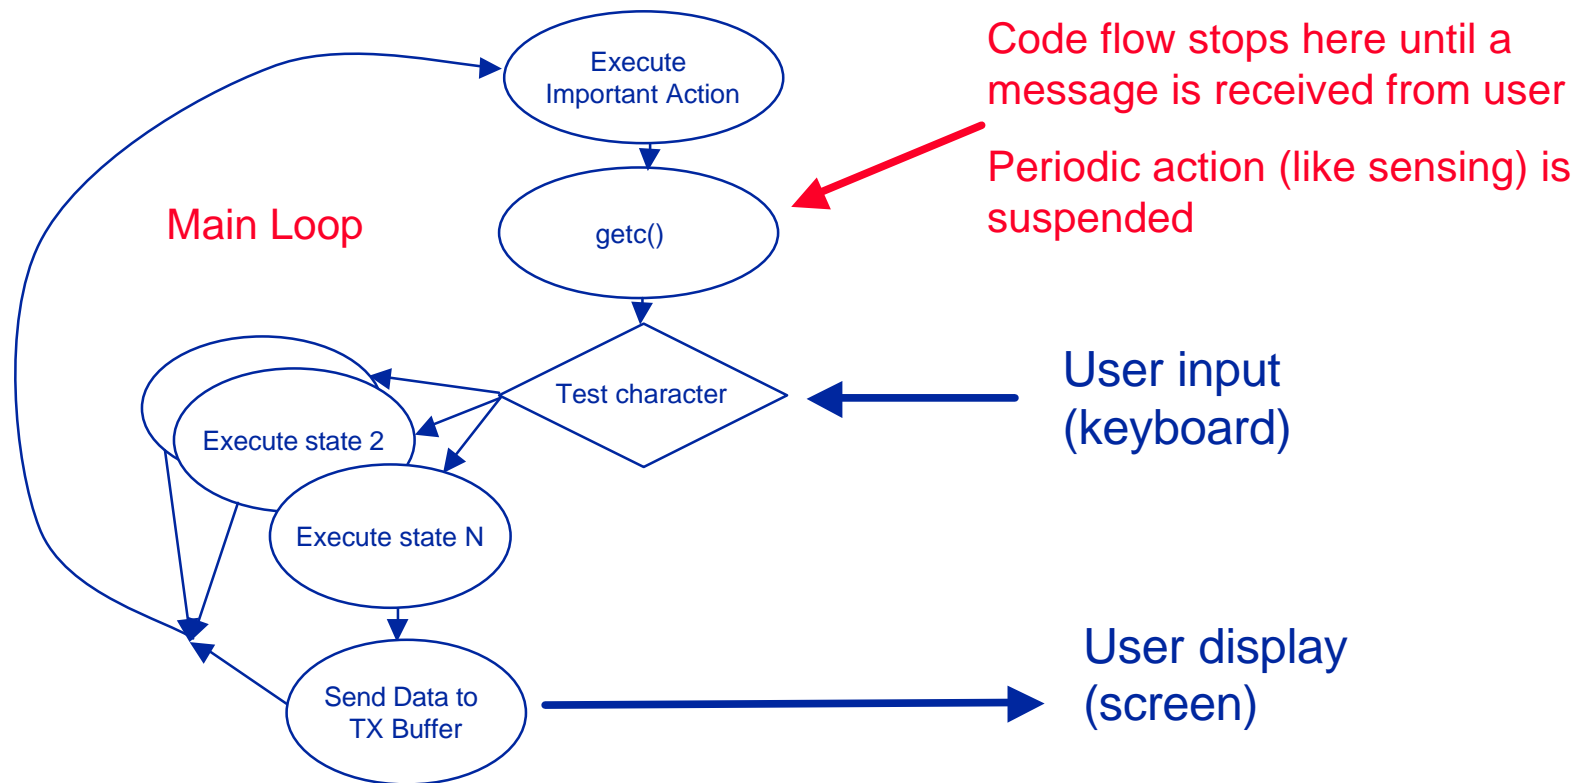 Execute
Important Action
Code flow stops here until a
message is received from user
Periodic action (like sensing) is
suspended
Main Loop
getc()
Test character
User input
(keyboard)
Execute state 2
Execute state N
User display
(screen)
Send Data to
TX Buffer